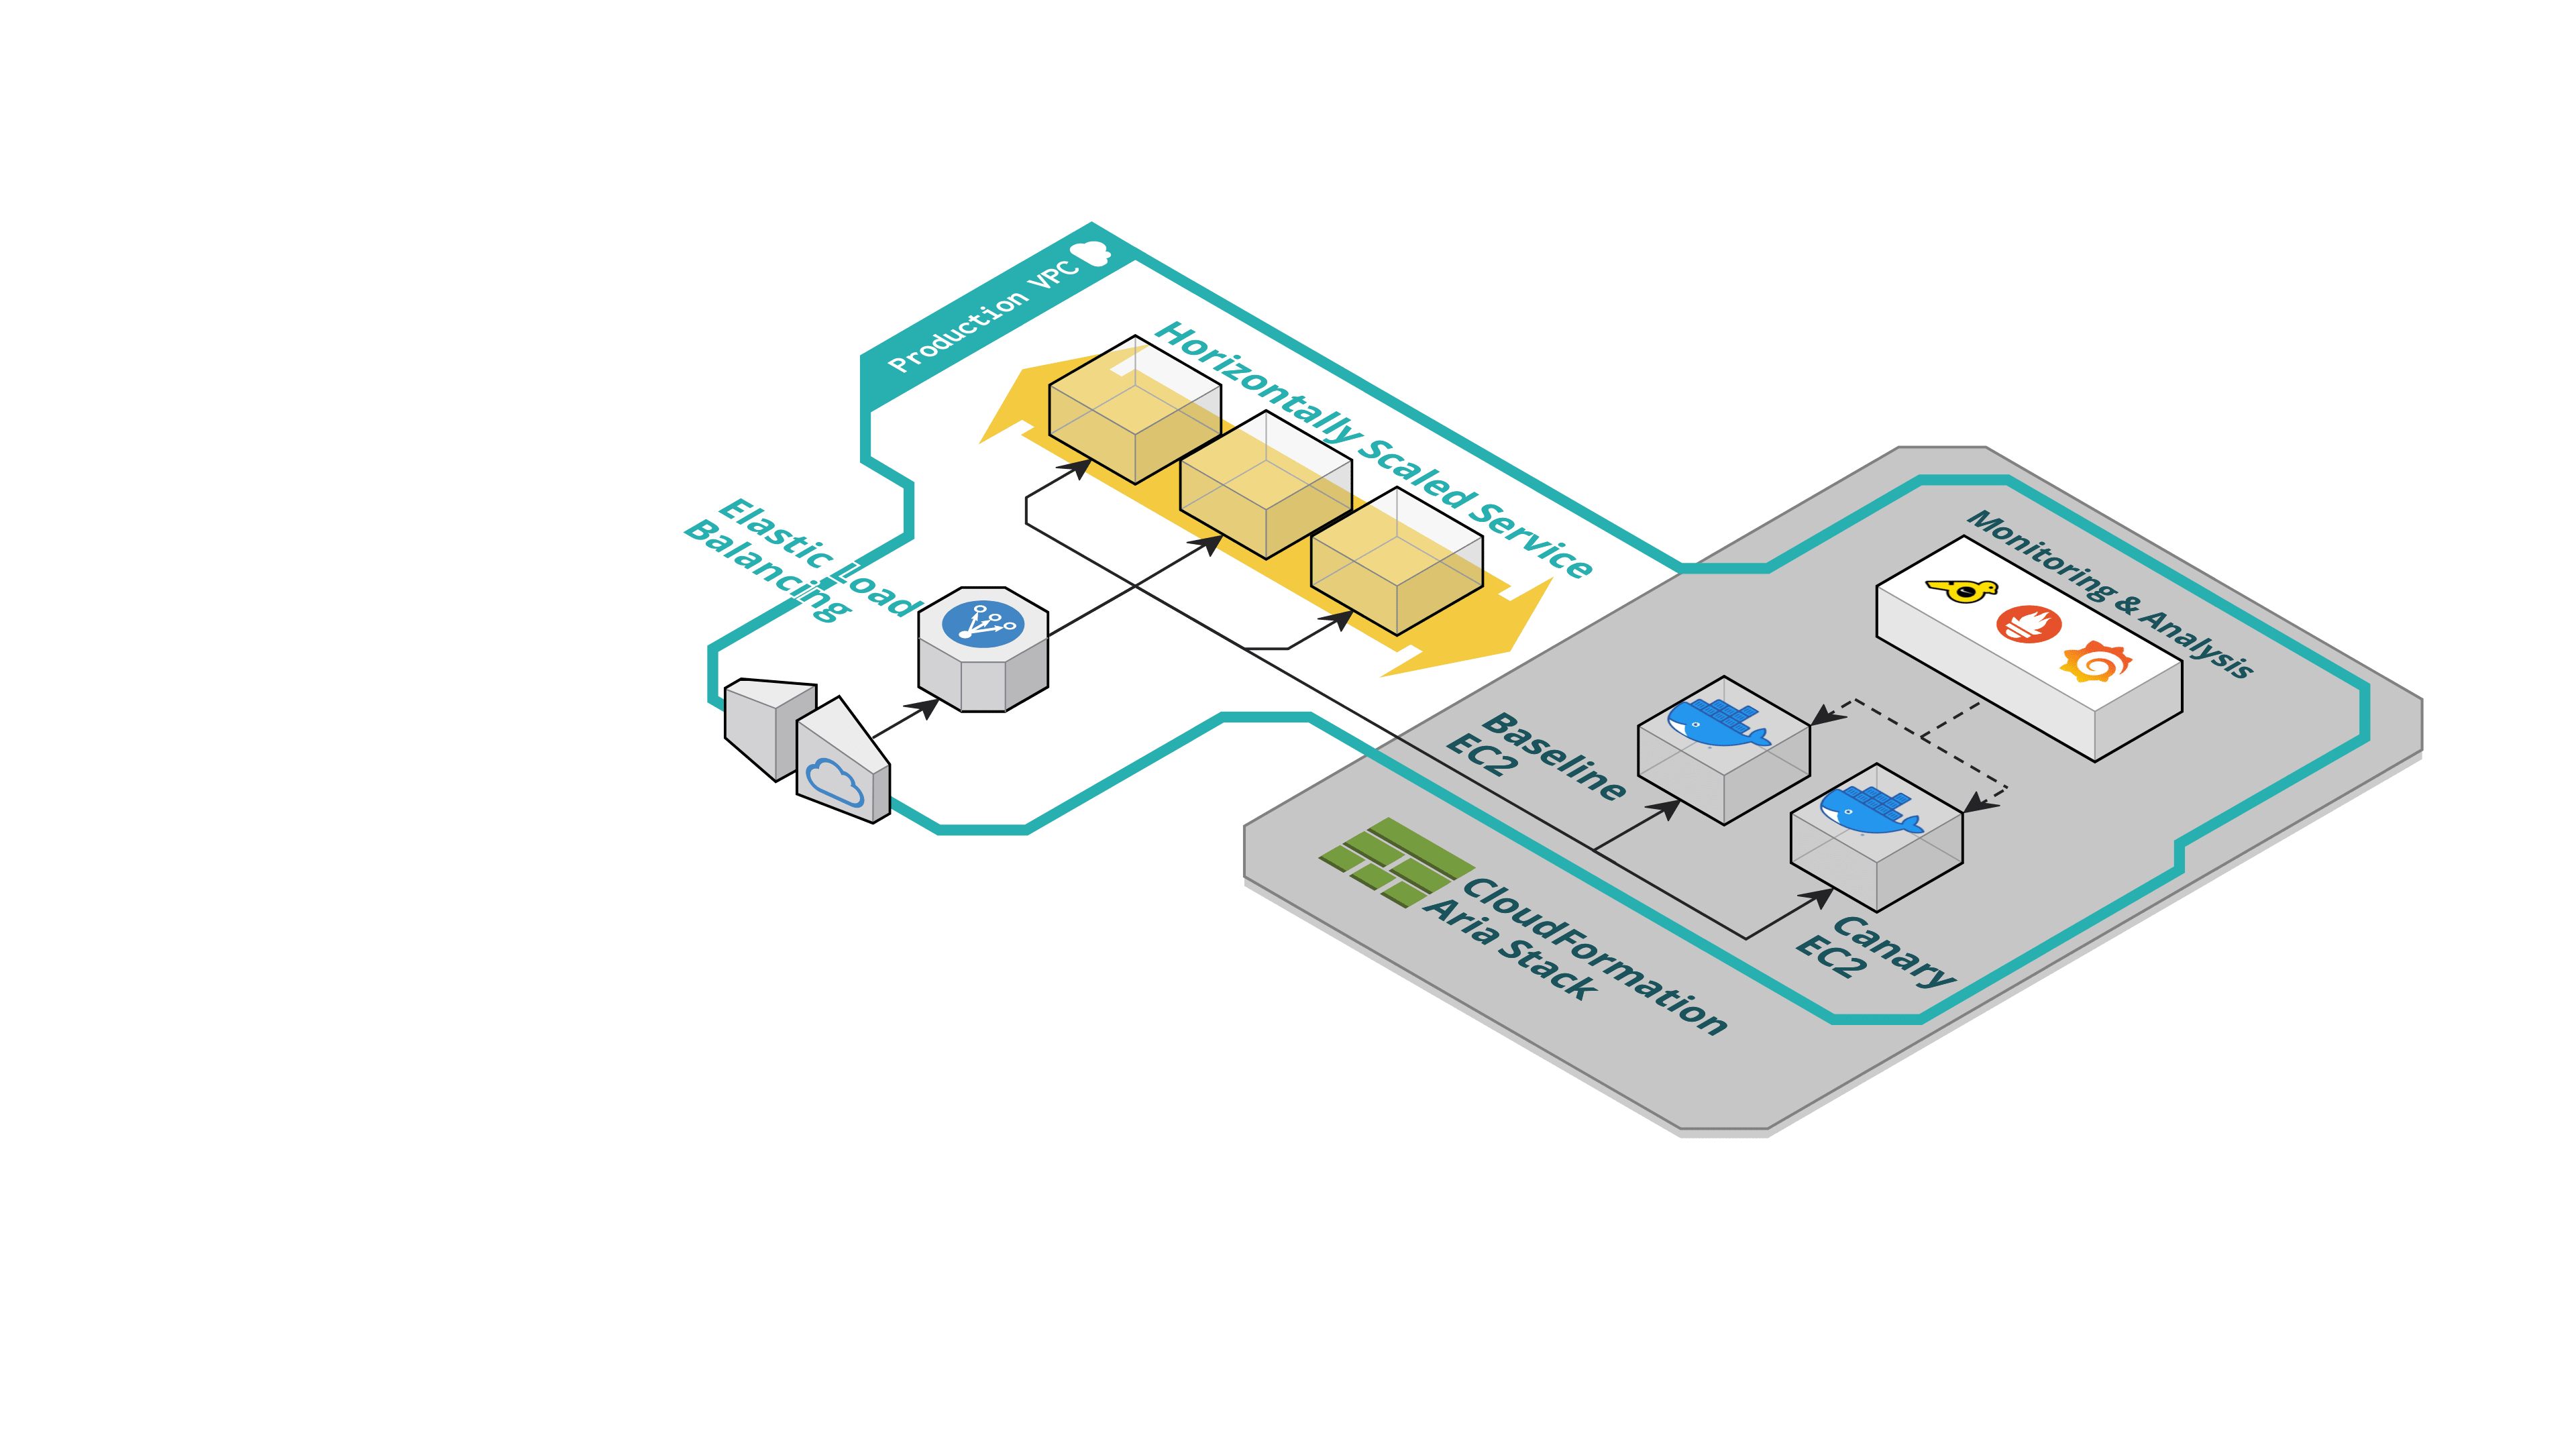 Production VPC
Horizontally Scaled Service
Elastic Load
Balancing
Monitoring & Analysis
Baseline
EC2
Canary
EC2
CloudFormation
Aria Stack